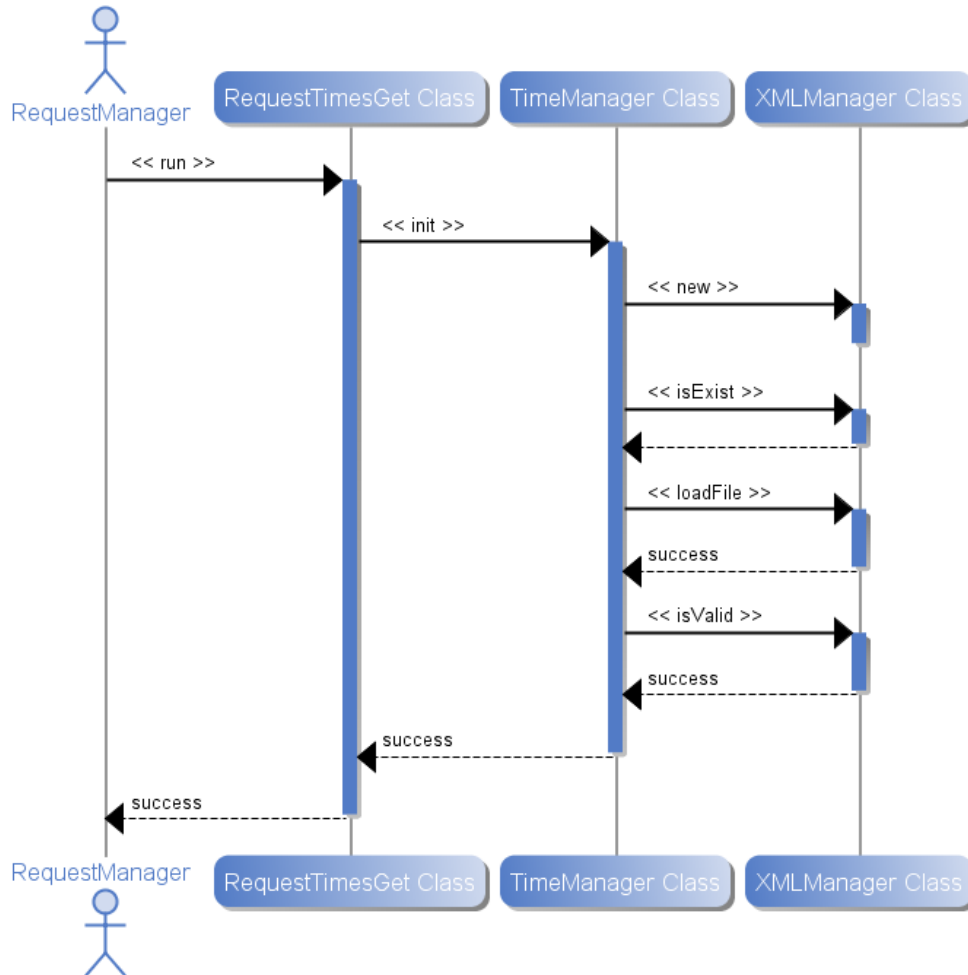 RequestManager
RequestTimesGet Class
TimeManager Class
XMLManager Class
<< run >>
<< init >>
<< new >>
<< isExist >>
<< loadFile >>
success
<< isValid >>
success
success
success
RequestManager
RequestTimesGet Class
TimeManager Class
XMLManager Class